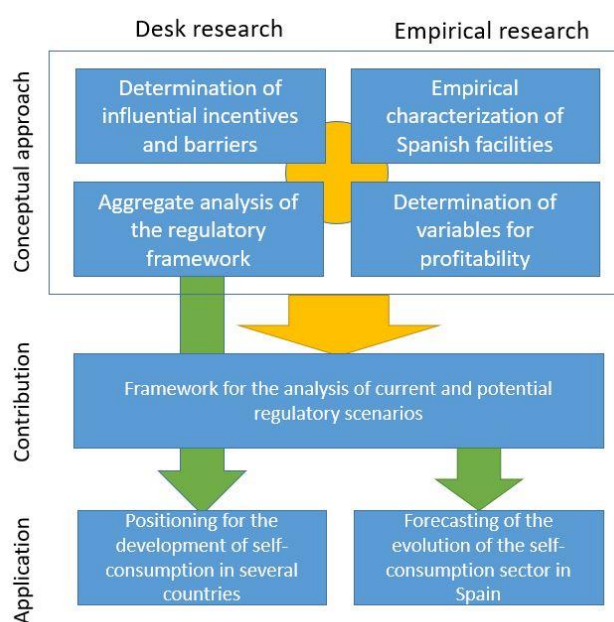 Desk research
Empirical research
Conceptual approach
Determination of
influential incentives
and barriers
Empirical
characterization of
Spanish facilities
Aggregate analysis of
the regulatory
framework
Determination of
variables for
profitability
Contribution
Framework for the analysis of current and potential
regulatory scenarios
Application
Positioning for the
development of self-
consumption in several
countries
Forecasting of the
evolution of the self-
consumption sector in
Spain